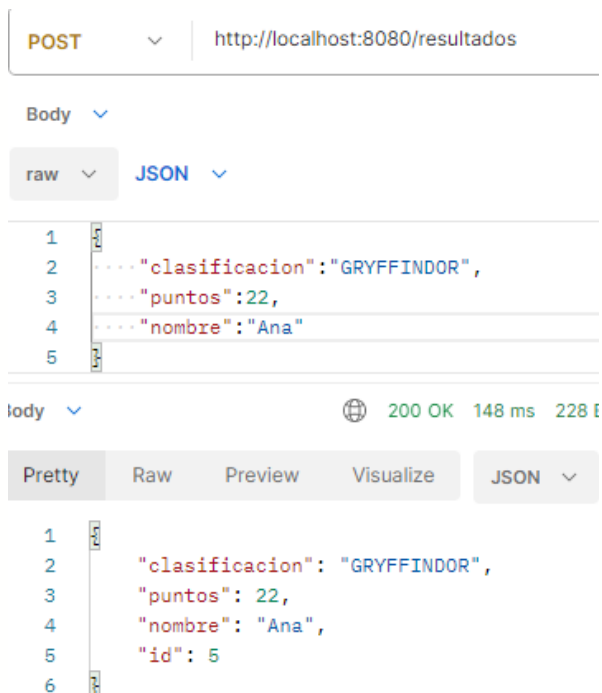 POST http://localhost:8080/resultados
Body
raw JSON
1 {
2 "clasificacion":"GRYFFINDOR",
3 "puntos":22,
4 "nombre":"Ana"
5 }
Body 200 OK 148 ms 228
Pretty Raw Preview Visualize JSON
1 {
2 "clasificacion": "GRYFFINDOR",
3 "puntos": 22,
4 "nombre": "Ana",
5 "id": 5
6 }